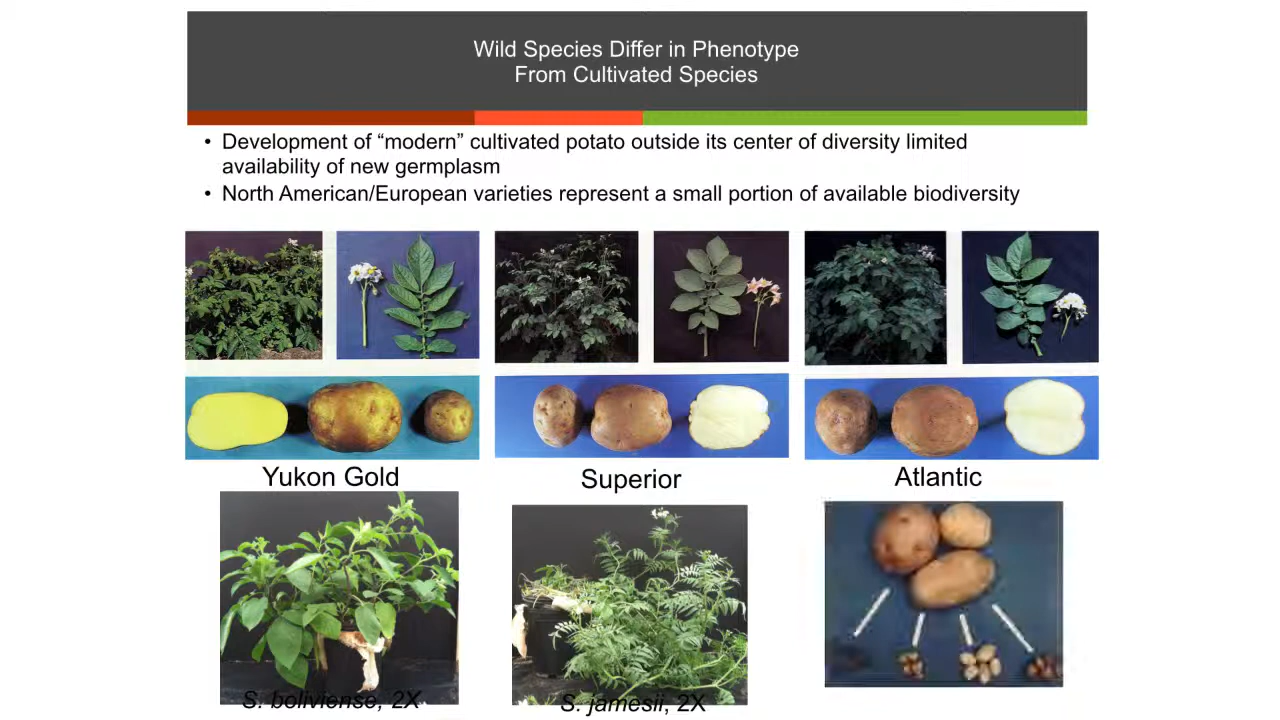 Wild Species Differ in Phenotype
From Cultivated Species
• Development of “modern” cultivated potato outside its center of diversity limited
availability of new germplasm
• North American/European varieties represent a small portion of available biodiversity
Yukon Gold
Superior
Atlantic
S. boliviense, 2X
S. jamesii, 2X